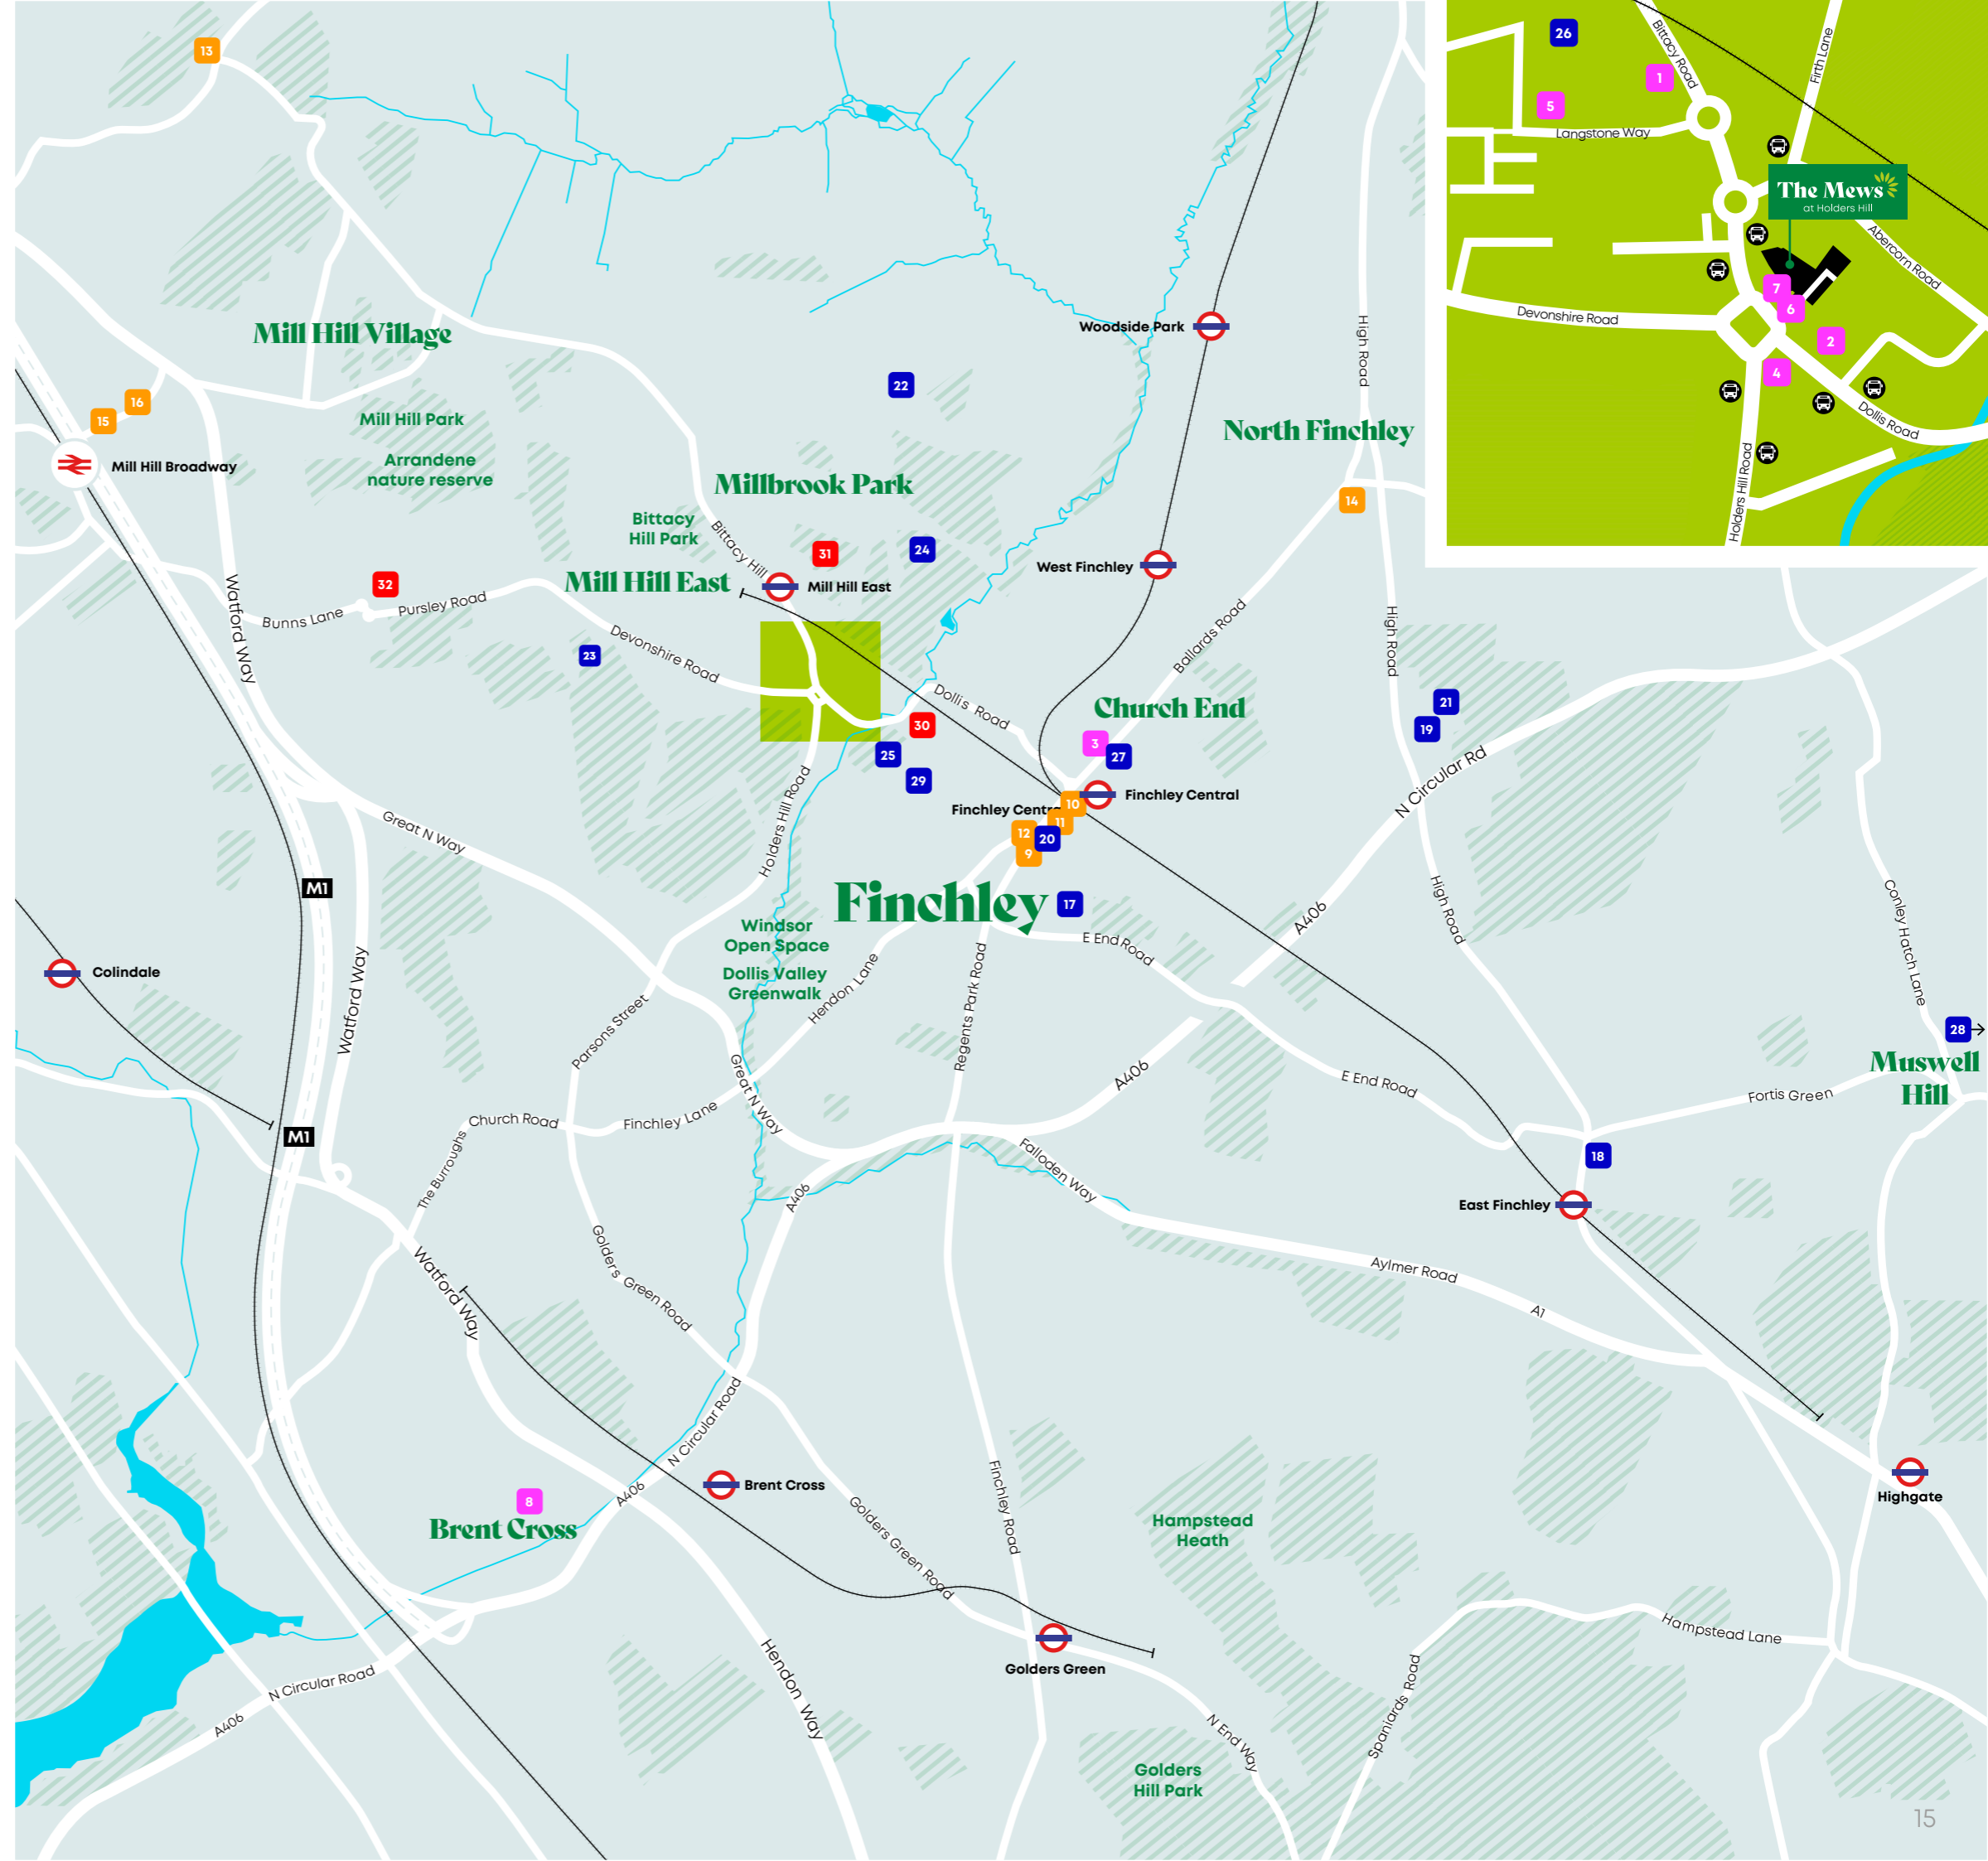 13
26
Bittacy Road
Firth Lane
1
5
Langstone Way
The Mews
at Holders Hill
Abercorn Road
7
6
Devonshire Road
2
4
Dollis Road
Holders Hill Road
Mill Hill Village
Woodside Park
High Road
22
16
15
Mill Hill Park
North Finchley
Arrandene
nature reserve
Mill Hill Broadway
Millbrook Park
14
Bittacy
Hill Park
Bittacy Hill
31
24
West Finchley
Mill Hill East
Mill Hill East
32
Watford Way
Bunns Lane
Pursley Road
Devonshire Road
23
Ballards Road
High Road
Dollis Road
Church End
21
19
30
25
29
3
27
N Circular Rd
Finchley Central
Finchley Centra
10
11
12
20
9
Great N Way
Holders Hill Road
M1
Finchley
17
A406
High Road
Conley Hatch Lane
Windsor
Open Space
Dollis Valley
Greenwalk
E End Road
Hendon Lane
Regents Park Road
Colindale
Watford Way
Parsons Street
28
Muswell
Hill
Great N Way
A406
E End Road
Fortis Green
M1
Church Road
Finchley Lane
The Burroughs
Falloden Way
18
A406
East Finchley
Watford Way
Golders Green Road
Aylmer Road
A1
N Circular Road
Brent Cross
8
Brent Cross
A406
Finchley Road
Golders Green Road
Highgate
Hampstead
Heath
Hampstead Lane
Golders Green
N Circular Road
A406
Hendon Way
Spaniards Road
N End Way
Golders
Hill Park
15